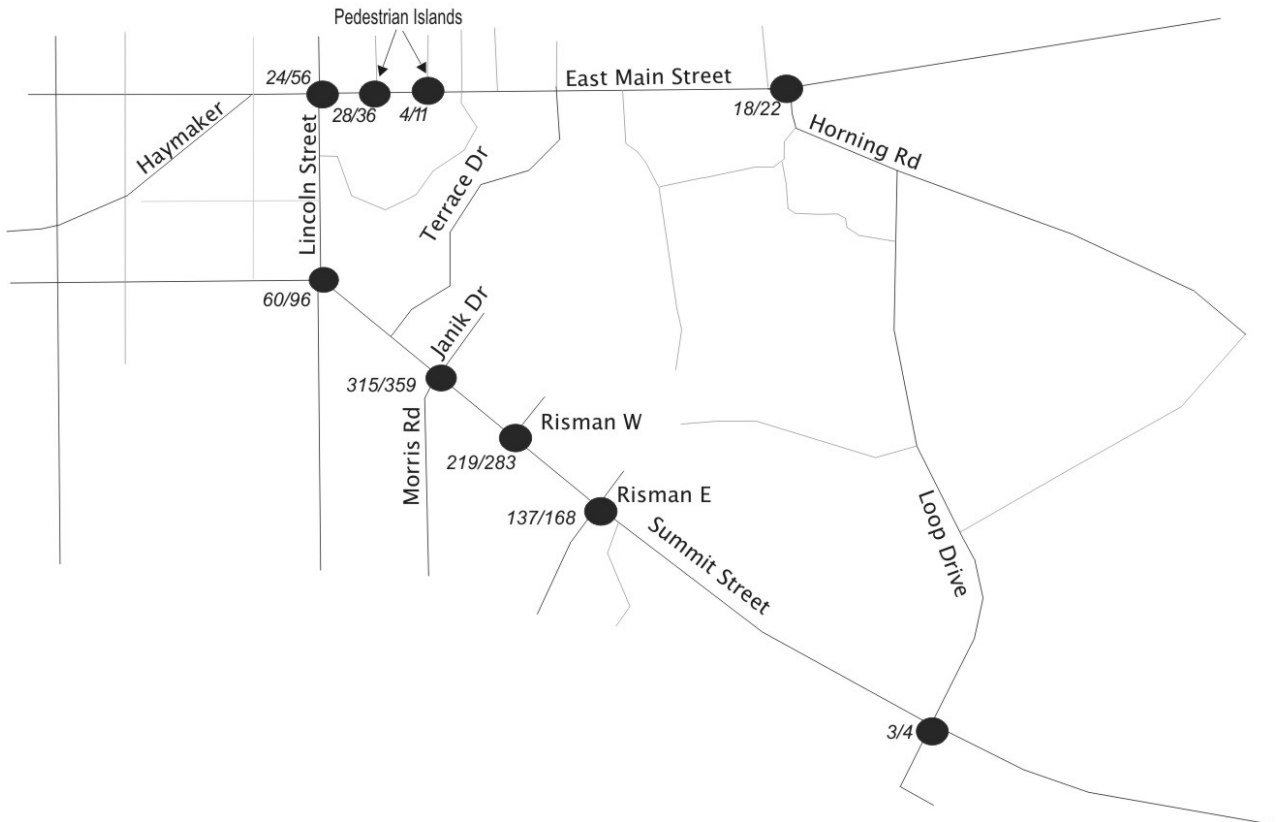 Pedestrian Islands
24/56
28/36
4/11
East Main Street
18/22
Haymaker
Lincoln Street
Horning Rd
Terrace Dr
60/96
Janik Dr
315/359
Morris Rd
Risman W
219/283
Risman E
137/168
Summit Street
Loop Drive
3/4